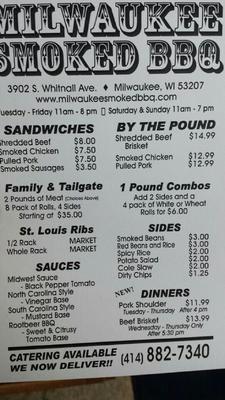 MILWAUKEE
SMOKED BBQ
3902 S. Whitnall Ave. ♦ Milwaukee, WI 53207
www.milwaukeesmokedbbq.com
Tuesday - Friday 11am - 8 pm ▯ Saturday & Sunday 11am - 7 pm
SANDWICHES
Shredded Beef $8.00
Smoked Chicken $7.50
Pulled Pork $7.50
Smoked Sausages $3.50
BY THE POUND
Shredded Beef $14.99
Brisket
Smoked Chicken $12.99
Pulled Pork $12.99
Family & Tailgate
2 Pounds of Meat (Choices Above)
8 Pack of Rolls, 4 Sides
Starting at $35.00
1 Pound Combos
Add 2 Sides and a
4 pack of White or Wheat
Rolls for $6.00
St. Louis Ribs
1/2 Rack MARKET
Whole Rack MARKET
SIDES
Smoked Beans $3.00
Red Beans and Rice $3.00
Spicy Rice $2.00
Potato Salad $2.00
Cole Slaw $2.00
Dirty Chips $1.25
SAUCES
Midwest Sauce
- Black Pepper Tomato
North Carolina Style
- Vinegar Base
South Carolina Style
- Mustard Base
Rootbeer BBQ
- Sweet & Citrusy
Tomato Base
NEW!
DINNERS
Pork Shoulder $11.99
Tuesday - Thursday After 4 pm
Beef Brisket $13.99
Wednesday - Thursday Only
After 5:30 pm
CATERING AVAILABLE
WE NOW DELIVER!!
(414) 882-7340